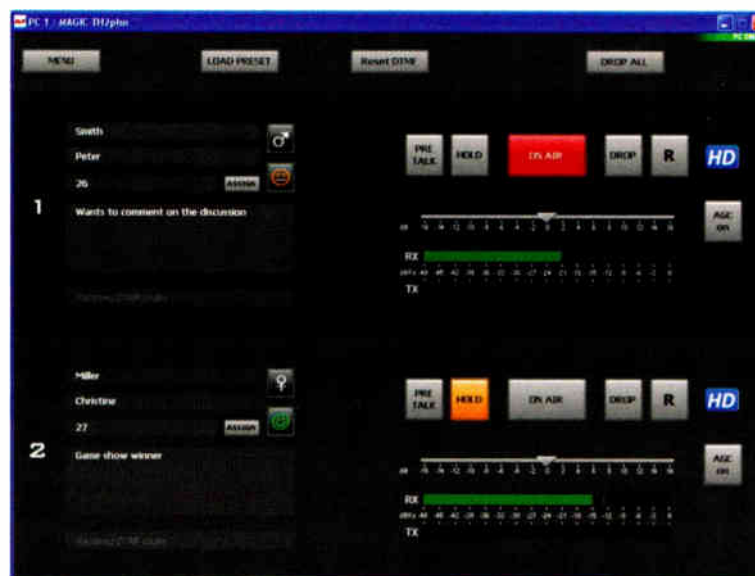 PC 1 : MAGIC TH2plus
MENU
LOAD PRESET
Reset DTMF
DROP ALL
Smith
Peter
26
ASSIGN
1
Wants to comment on the discussion
PRE TALK
HOLD
ON AIR
DROP
R
HD
AGC on
RX
TX
Miller
Christine
27
ASSIGN
2
Game show winner
PRE TALK
HOLD
ON AIR
DROP
R
HD
AGC on
RX
TX